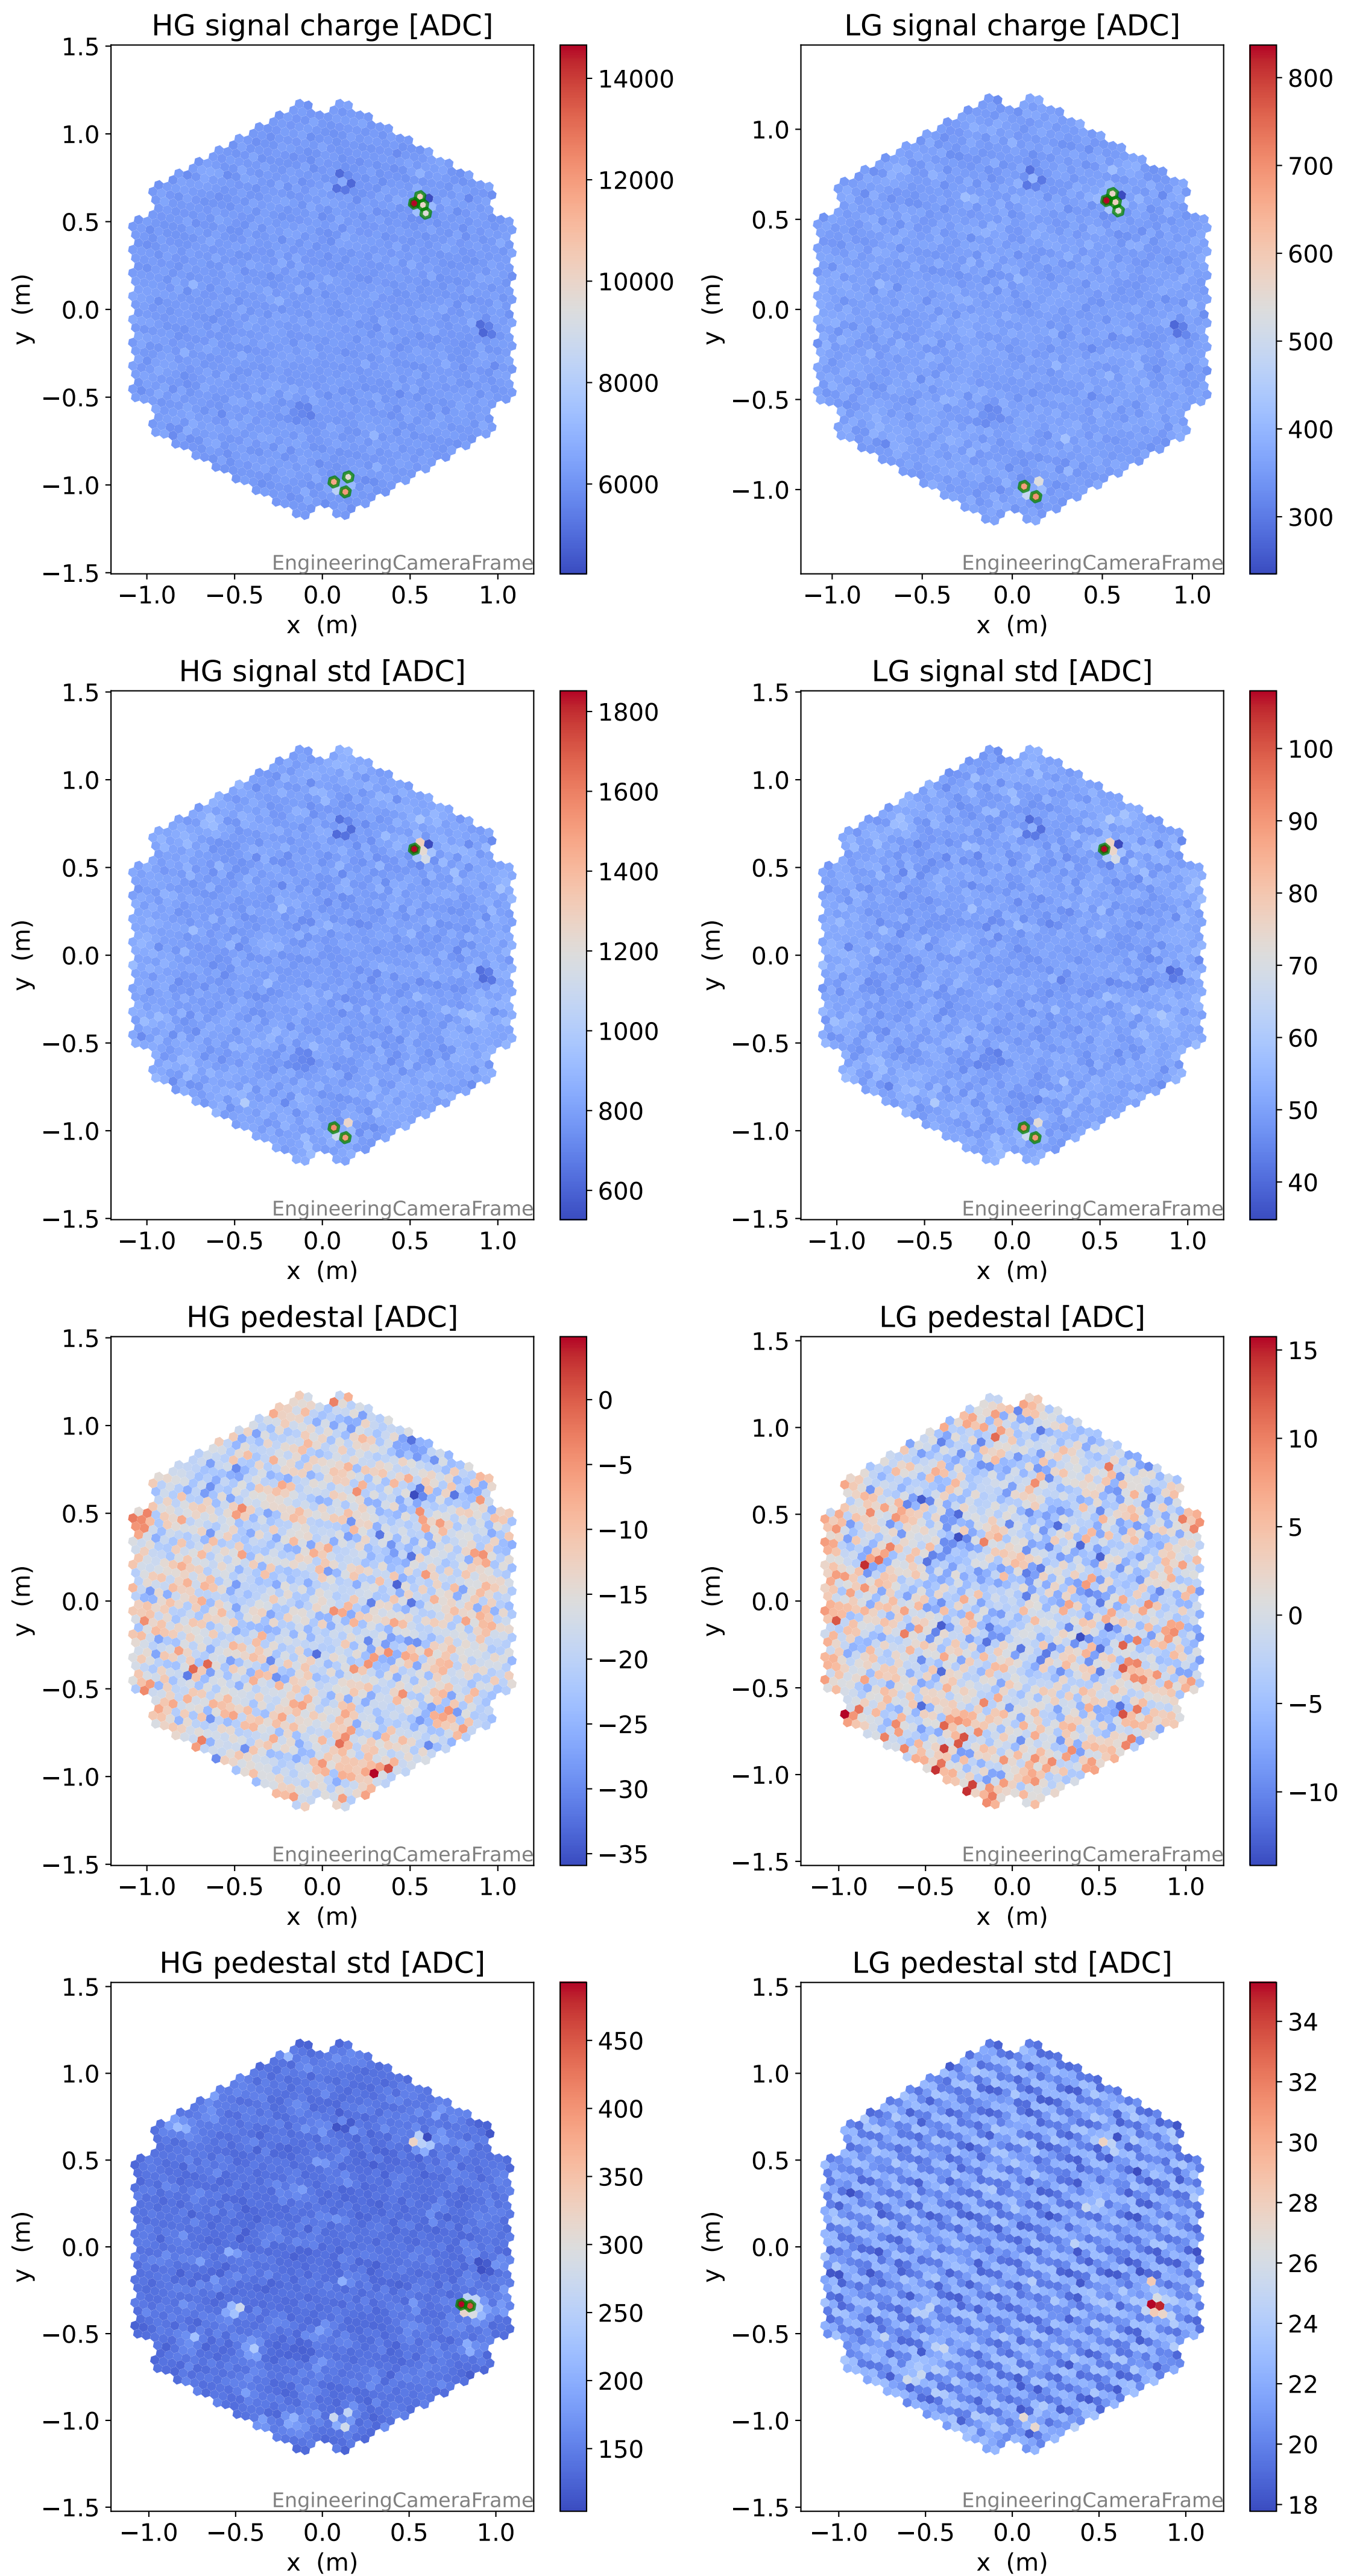 HG signal charge [ADC]
1.5
1.0
0.5
0.0
−0.5
−1.0
−1.5
y (m)
−1.0 −0.5 0.0 0.5 1.0
x (m)
EngineeringCameraFrame
14000
12000
10000
8000
6000
LG signal charge [ADC]
1.0
0.5
0.0
−0.5
−1.0
y (m)
−1.0 −0.5 0.0 0.5 1.0
x (m)
EngineeringCameraFrame
800
700
600
500
400
300
HG signal std [ADC]
1.5
1.0
0.5
0.0
−0.5
−1.0
−1.5
y (m)
−1.0 −0.5 0.0 0.5 1.0
x (m)
EngineeringCameraFrame
1800
1600
1400
1200
1000
800
600
LG signal std [ADC]
1.5
1.0
0.5
0.0
−0.5
−1.0
−1.5
y (m)
−1.0 −0.5 0.0 0.5 1.0
x (m)
EngineeringCameraFrame
100
90
80
70
60
50
40
HG pedestal [ADC]
1.5
1.0
0.5
0.0
−0.5
−1.0
−1.5
y (m)
−1.0 −0.5 0.0 0.5 1.0
x (m)
EngineeringCameraFrame
0
−5
−10
−15
−20
−25
−30
−35
LG pedestal [ADC]
1.5
1.0
0.5
0.0
−0.5
−1.0
−1.5
y (m)
−1.0 −0.5 0.0 0.5 1.0
x (m)
EngineeringCameraFrame
15
10
5
0
−5
−10
HG pedestal std [ADC]
1.5
1.0
0.5
0.0
−0.5
−1.0
−1.5
y (m)
−1.0 −0.5 0.0 0.5 1.0
x (m)
EngineeringCameraFrame
450
400
350
300
250
200
150
LG pedestal std [ADC]
1.5
1.0
0.5
0.0
−0.5
−1.0
−1.5
y (m)
−1.0 −0.5 0.0 0.5 1.0
x (m)
EngineeringCameraFrame
34
32
30
28
26
24
22
20
18